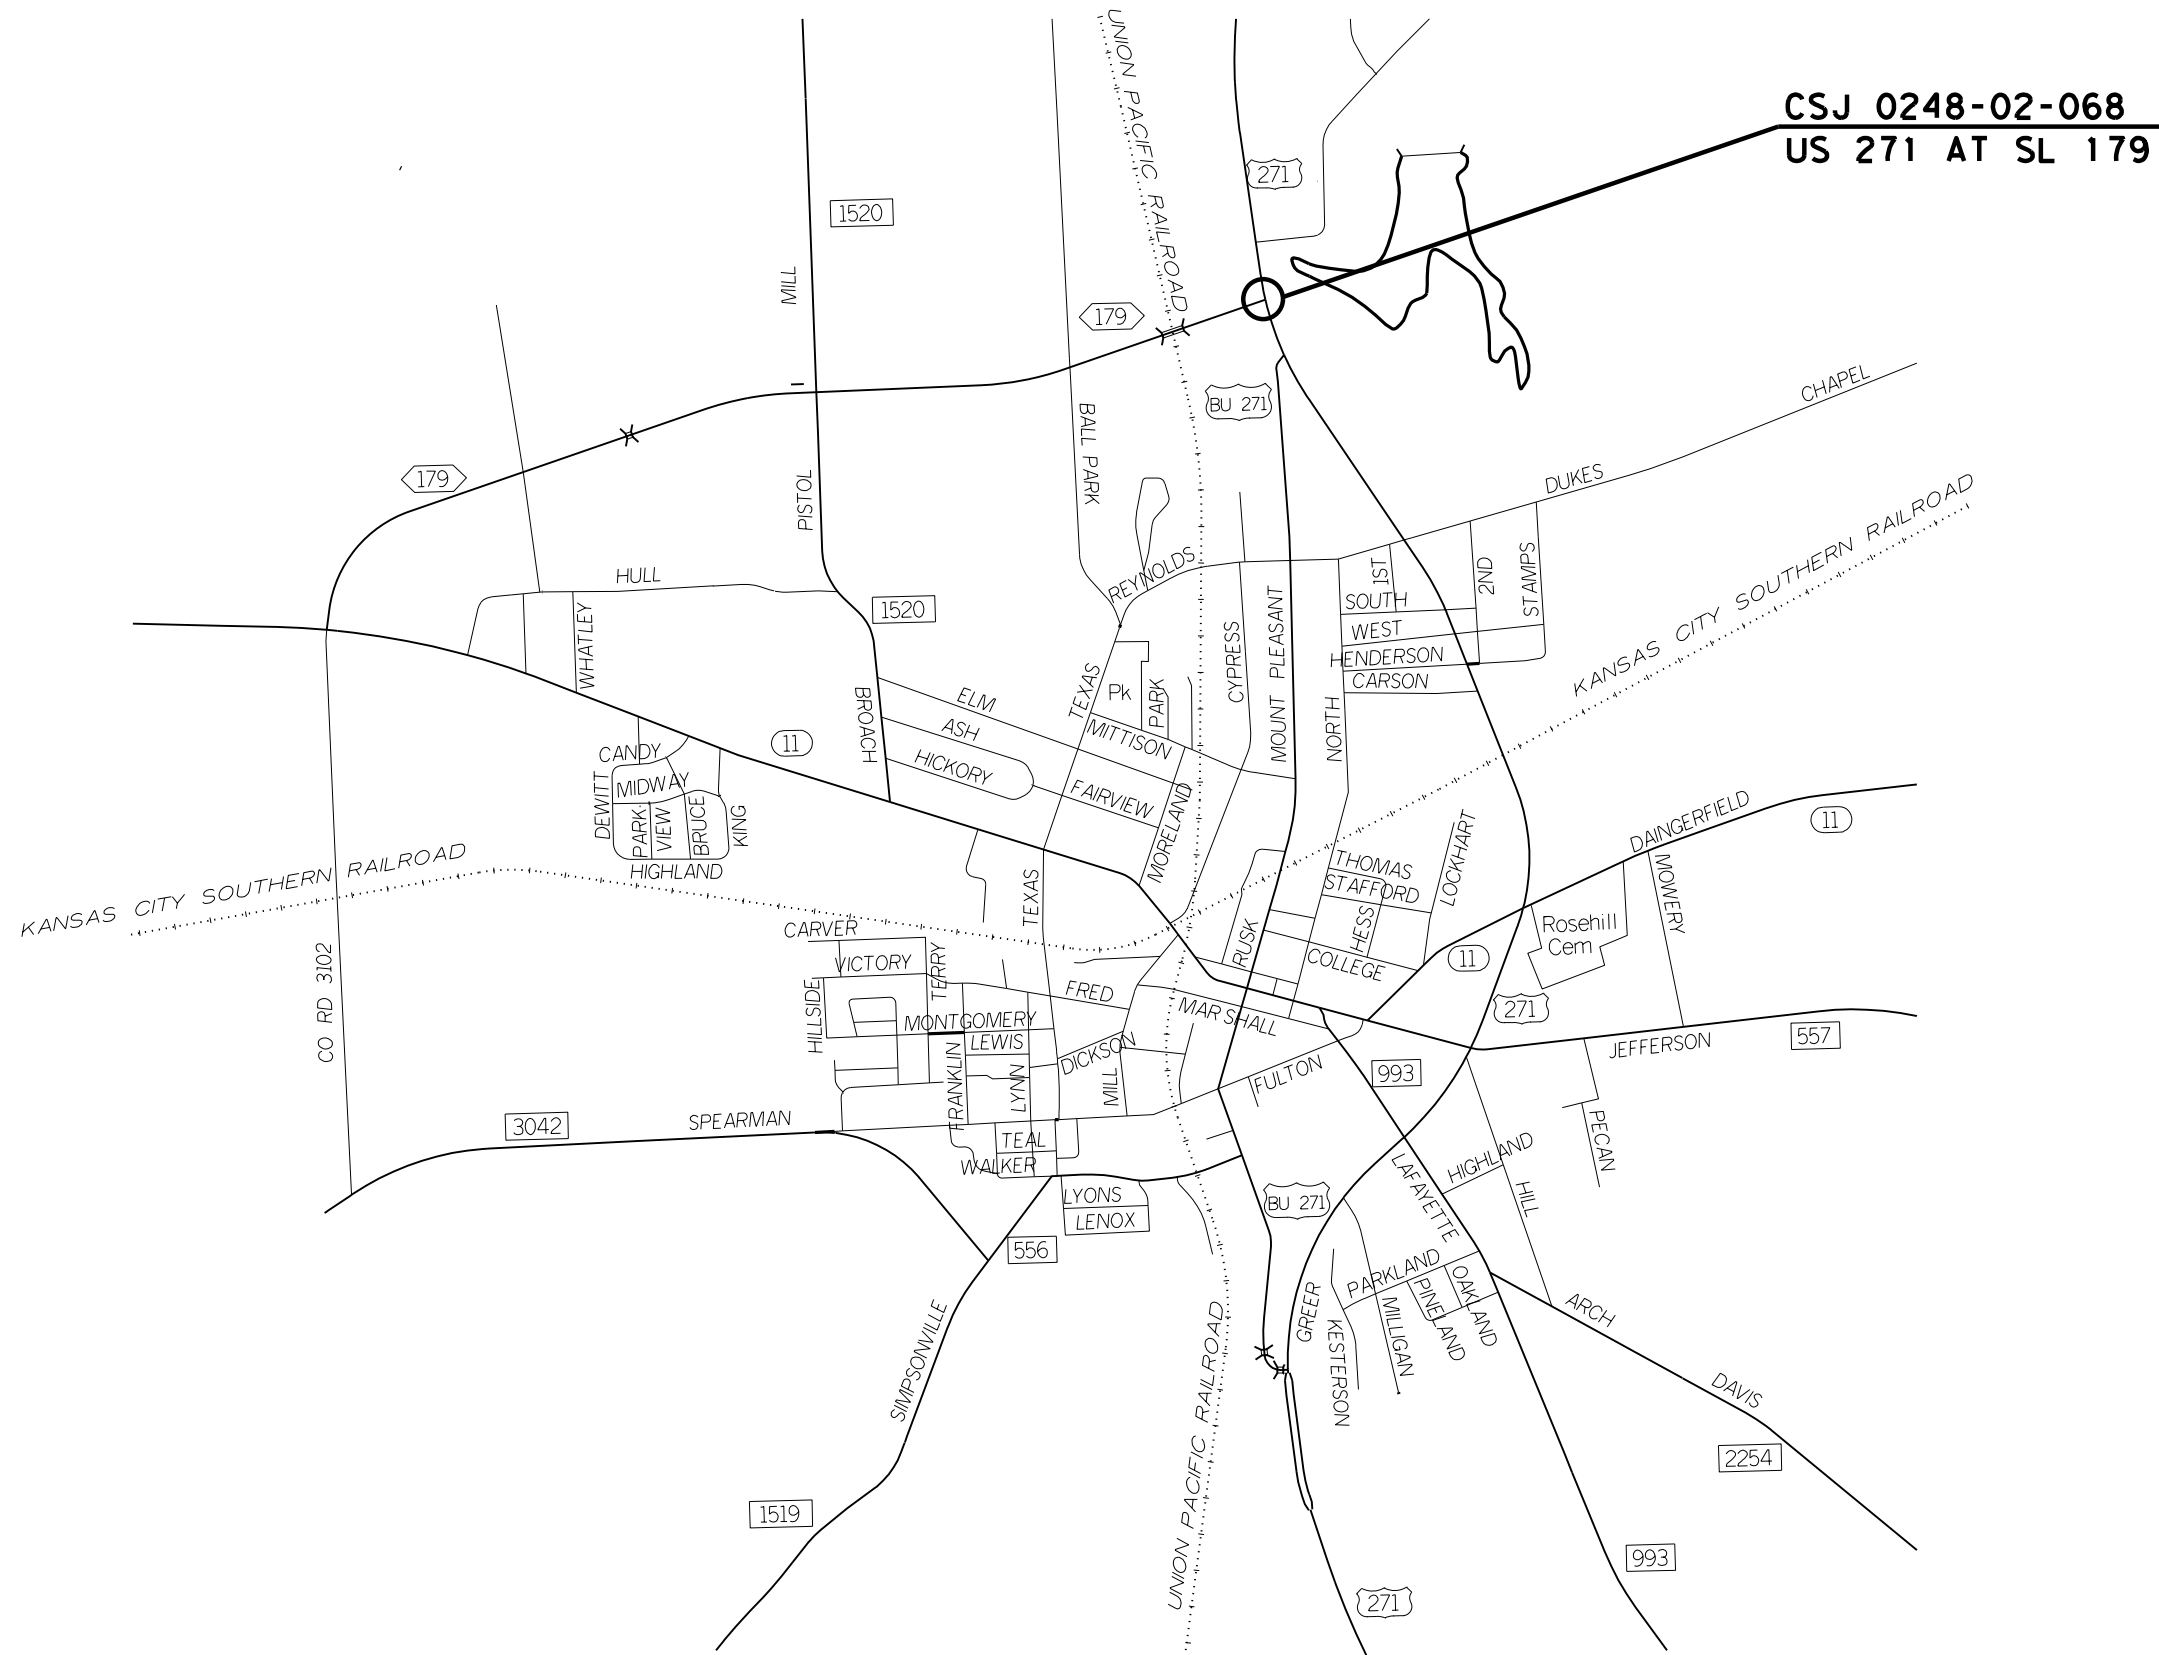 CSJ 0248-02-068
US 271 AT SL 179
UNION PACIFIC RAILROAD
271
1520
MILL
179
BU 271
CHAPEL
BALL PARK
179
PISTOL
DUKES
KANSAS CITY SOUTHERN RAILROAD
HULL
REYNOLDS
1ST
2ND
STAMPS
1520
WHATLEY
SOUTH
WEST
HENDERSON
CARSON
CYPRESS
MOUNT PLEASANT
NORTH
TEXAS
Pk
PARK
ELM
ASH
HICKORY
BROACH
MITTISON
11
CANDY
MIDWAY
DEWITT
PARK
VIEW
BRUCE
KING
HIGHLAND
FAIRVIEW
MORELAND
DAINGERFIELD
11
KANSAS CITY SOUTHERN RAILROAD
THOMAS
STAFFORD
LOCKHART
MOWERY
TEXAS
HESS
RUSK
COLLEGE
11
Rosehill
Cem
CARVER
VICTORY
TERRY
CO RD 3102
HILLSIDE
FRED
MARSHALL
271
MONTGOMERY
LEWIS
DICKSON
FRANKLIN
LYNN
MILL
FULTON
993
JEFFERSON
557
3042
SPEARMAN
TEAL
WALKER
PECAN
HIGHLAND
LAFAYETTE
HILL
LYONS
LENOX
BU 271
556
PARKLAND
OAKLAND
PINELAND
MILLIGAN
GREER
KESTERSON
ARCH
SIMPSONVILLE
UNION PACIFIC RAILROAD
DAVIS
2254
1519
993
271